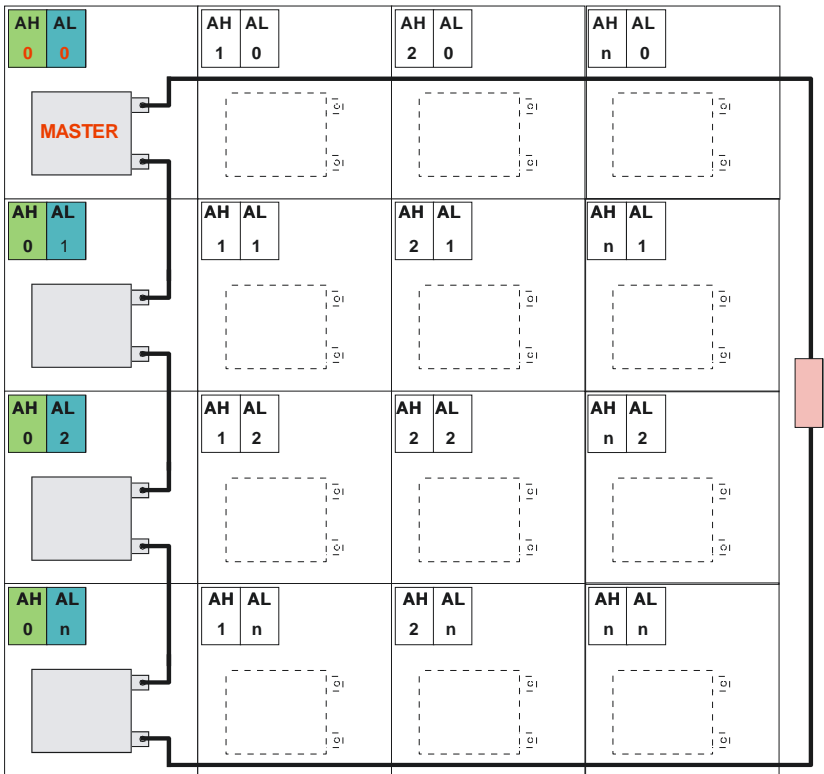 AH AL AH AL AH AL AH AL
0 0 1 0 2 0 n 0
MASTER
AH AL AH AL AH AL AH AL
0 1 1 1 2 1 n 1
AH AL AH AL AH AL AH AL
0 2 1 2 2 2 n 2
AH AL AH AL AH AL AH AL
0 n 1 n 2 n n n